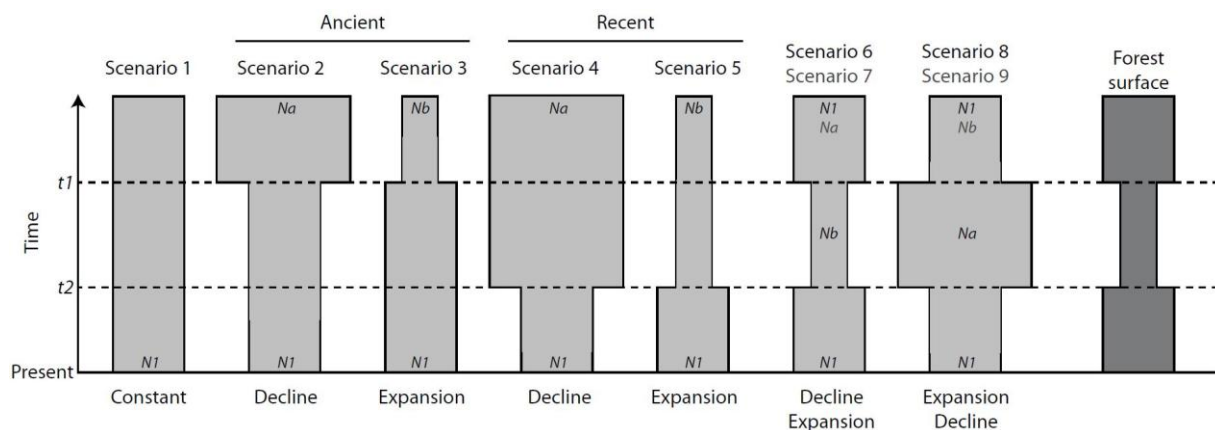 Ancient
Recent
Scenario 1
Scenario 2
Scenario 3
Scenario 4
Scenario 5
Scenario 6
Scenario 7
Scenario 8
Scenario 9
Forest
surface
Na
Nb
Na
Nb
N1
Na
N1
Nb
t1
Time
Nb
Na
t2
N1
N1
N1
N1
N1
N1
N1
Present
Constant
Decline
Expansion
Decline
Expansion
Decline
Expansion
Expansion
Decline